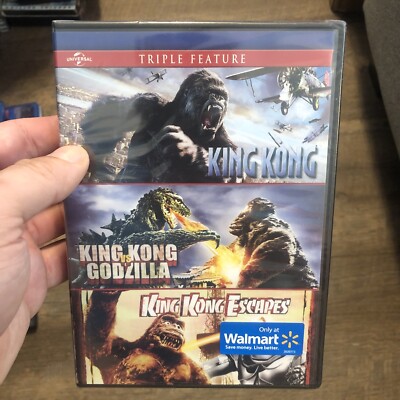 UNIVERSAL
TRIPLE FEATURE
KING KONG
KING KONG
VS
GODZILLA
KING KONG ESCAPES
Only at
Walmart
Save money. Live better.